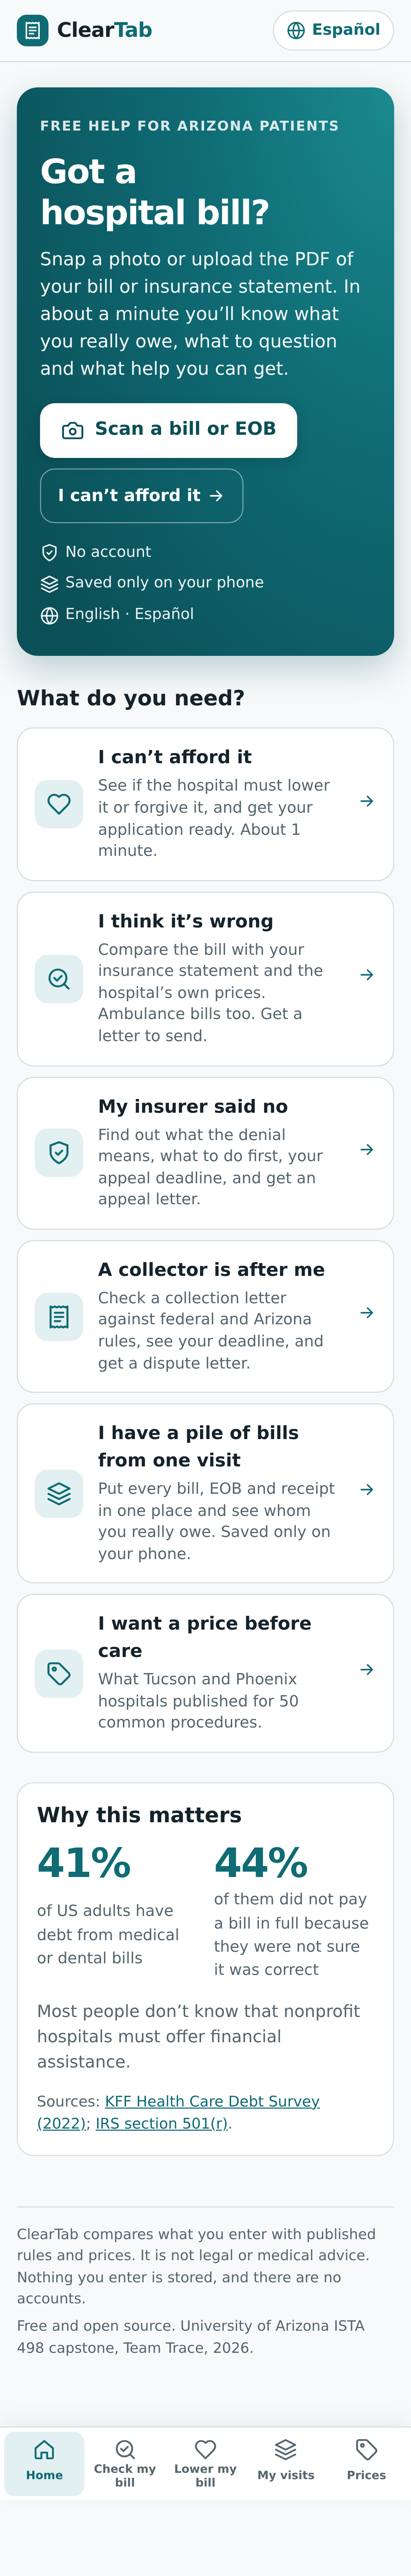 ClearTab
Español
FREE HELP FOR ARIZONA PATIENTS
Got a
hospital bill?
Snap a photo or upload the PDF of
your bill or insurance statement. In
about a minute you’ll know what
you really owe, what to question
and what help you can get.
Scan a bill or EOB
I can’t afford it →
No account
Saved only on your phone
English · Español
What do you need?
I can’t afford it
See if the hospital must lower
it or forgive it, and get your
application ready. About 1
minute.
→
I think it’s wrong
Compare the bill with your
insurance statement and the
hospital’s own prices.
Ambulance bills too. Get a
letter to send.
→
My insurer said no
Find out what the denial
means, what to do first, your
appeal deadline, and get an
appeal letter.
→
A collector is after me
Check a collection letter
against federal and Arizona
rules, see your deadline, and
get a dispute letter.
→
I have a pile of bills
from one visit
Put every bill, EOB and receipt
in one place and see whom
you really owe. Saved only on
your phone.
→
I want a price before
care
What Tucson and Phoenix
hospitals published for 50
common procedures.
→
Why this matters
41%
of US adults have
debt from medical
or dental bills
44%
of them did not pay
a bill in full because
they were not sure
it was correct
Most people don’t know that nonprofit
hospitals must offer financial
assistance.
Sources: KFF Health Care Debt Survey
(2022); IRS section 501(r).
ClearTab compares what you enter with published
rules and prices. It is not legal or medical advice.
Nothing you enter is stored, and there are no
accounts.
Free and open source. University of Arizona ISTA
498 capstone, Team Trace, 2026.
Home
Check my
bill
Lower my
bill
My visits
Prices